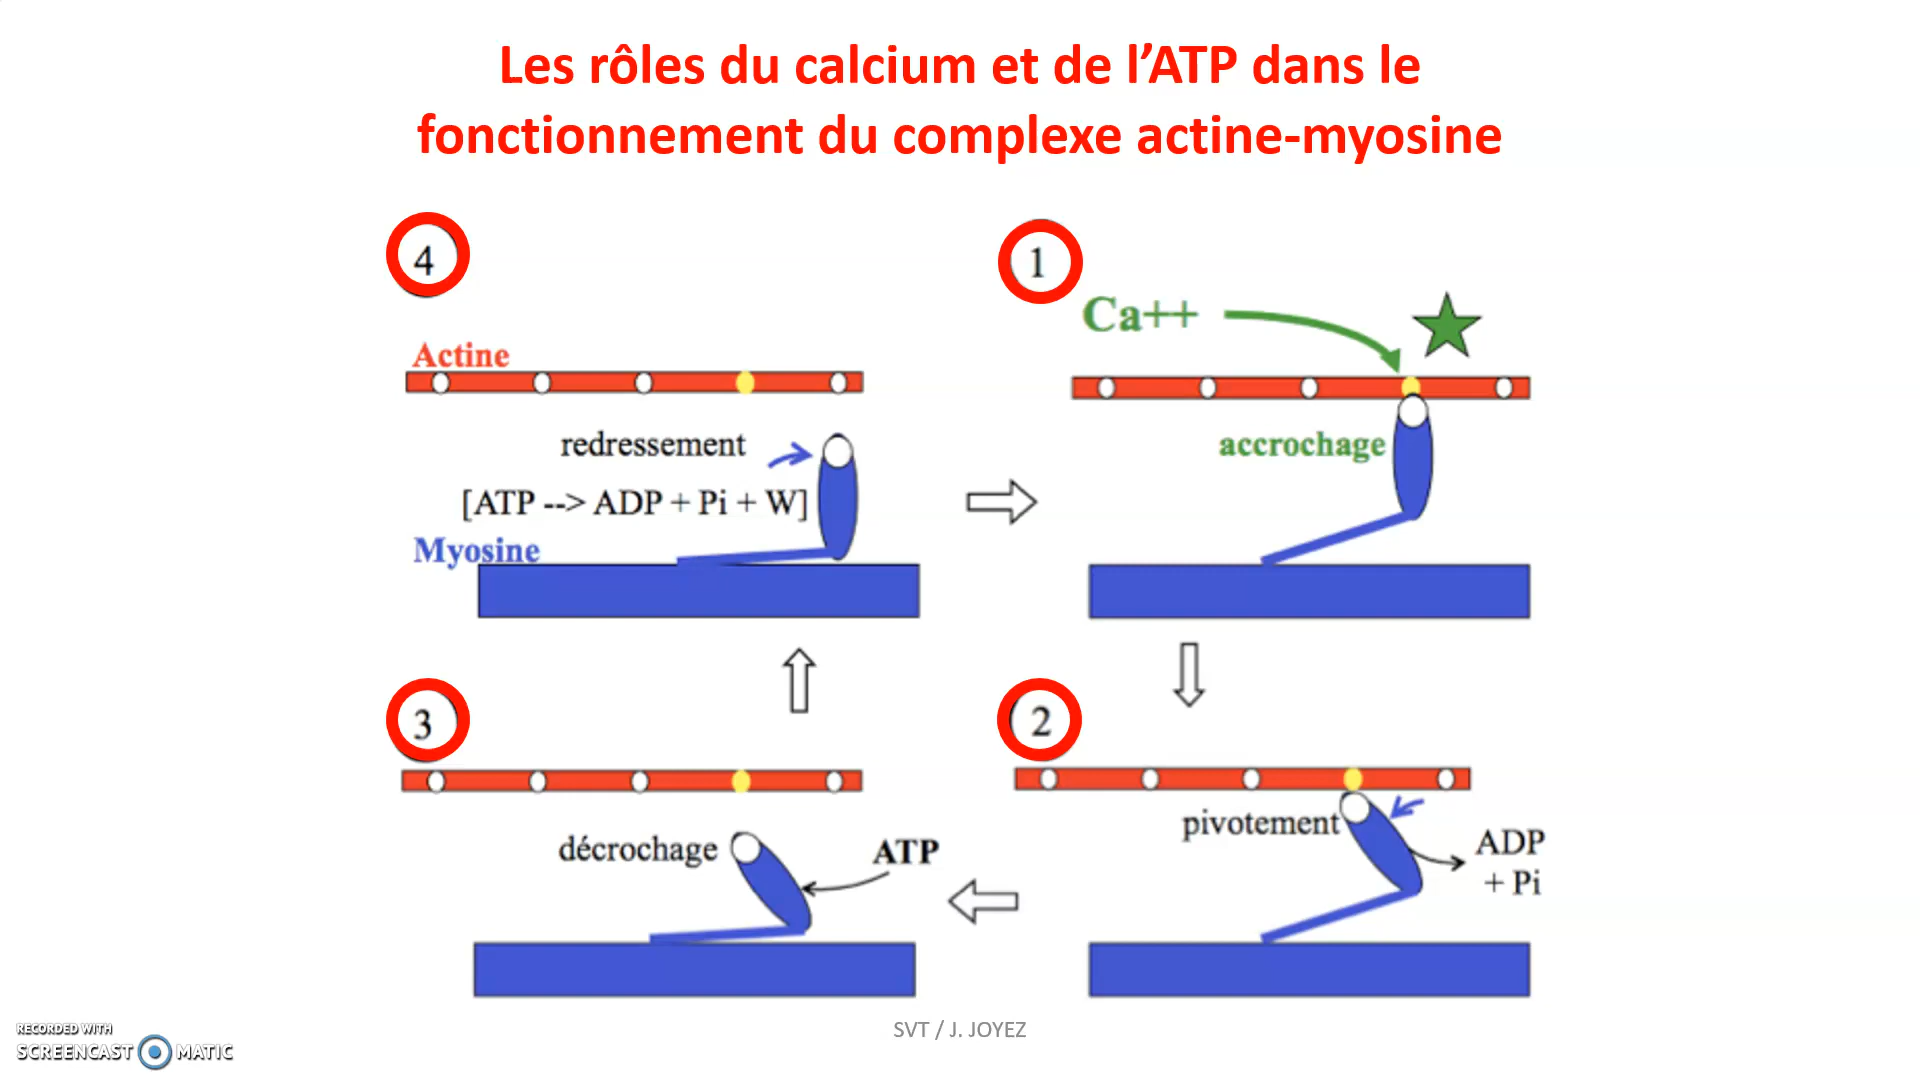 Les rôles du calcium et de l’ATP dans le
fonctionnement du complexe actine-myosine
4
Actine
redressement
[ATP --> ADP + Pi + W]
Myosine
1
Ca++
accrochage
3
décrochage
ATP
2
pivotement
ADP
+ Pi
SVT / J. JOYEZ
RECORDED WITH
SCREENCAST MATIC